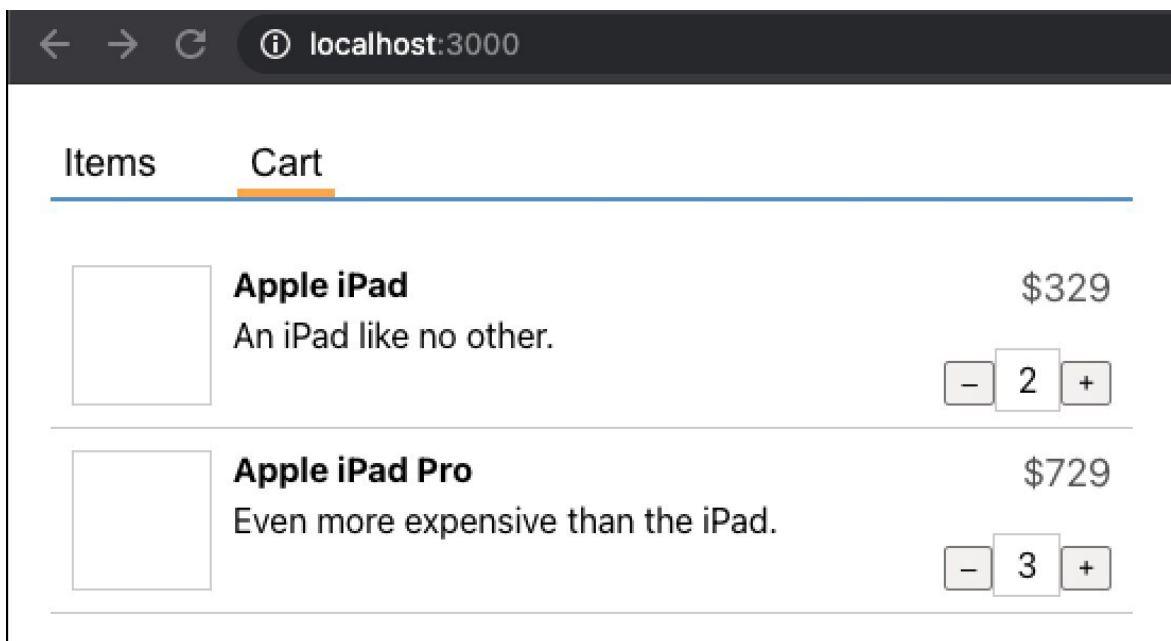 localhost:3000
Items Cart
Apple iPad $329
An iPad like no other.
– 2 +
Apple iPad Pro $729
Even more expensive than the iPad.
– 3 +